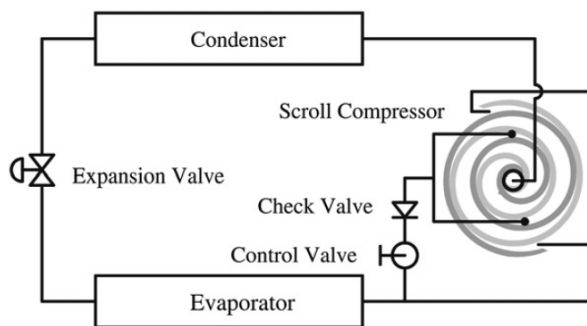 Condenser
Scroll Compressor
Expansion Valve
Check Valve
Control Valve
Evaporator